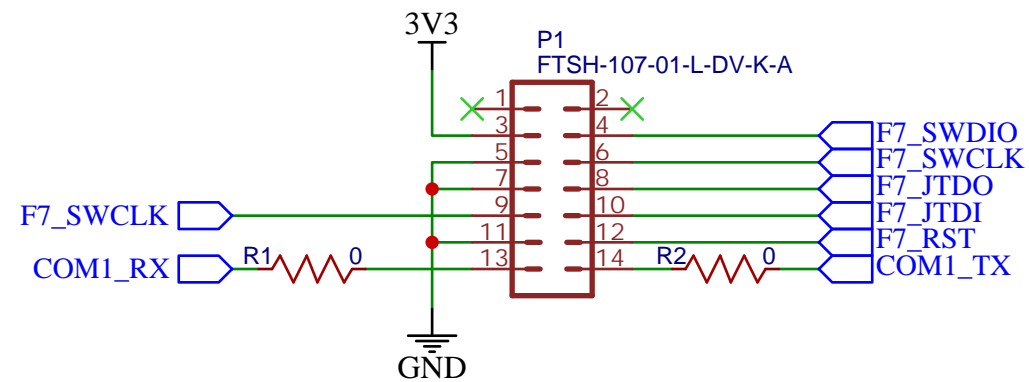 3V3
P1
FTSH-107-01-L-DV-K-A
1 2
3 4 F7_SWDIO
5 6 F7_SWCLK
7 8 F7_JTDO
F7_SWCLK 9 10 F7_JTDI
11 12 F7_RST
COM1_RX R1 0 13 14 R2 0 COM1_TX
GND